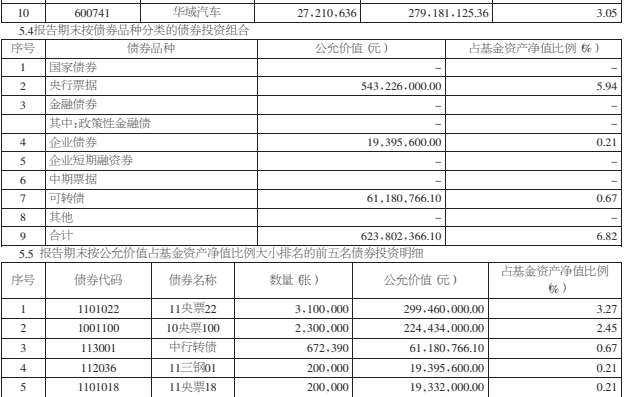 10 600741 华域汽车 27,210,636 279,181,125.36 3.05
5.4报告期末按债券品种分类的债券投资组合
序号 债券品种 公允价值(元) 占基金资产净值比例(%)
1 国家债券 – –
2 央行票据 543,226,000.00 5.94
3 金融债券 – –
其中:政策性金融债 – –
4 企业债券 19,395,600.00 0.21
5 企业短期融资券 – –
6 中期票据 – –
7 可转债 61,180,766.10 0.67
8 其他 – –
9 合计 623,802,366.10 6.82
5.5 报告期末按公允价值占基金资产净值比例大小排名的前五名债券投资明细
序号 债券代码 债券名称 数量(张) 公允价值(元) 占基金资产净值比例
(%)
1 1101022 11央票22 3,100,000 299,460,000.00 3.27
2 1001100 10央票100 2,300,000 224,434,000.00 2.45
3 113001 中行转债 672,390 61,180,766.10 0.67
4 112036 11三钢01 200,000 19,395,600.00 0.21
5 1101018 11央票18 200,000 19,332,000.00 0.21